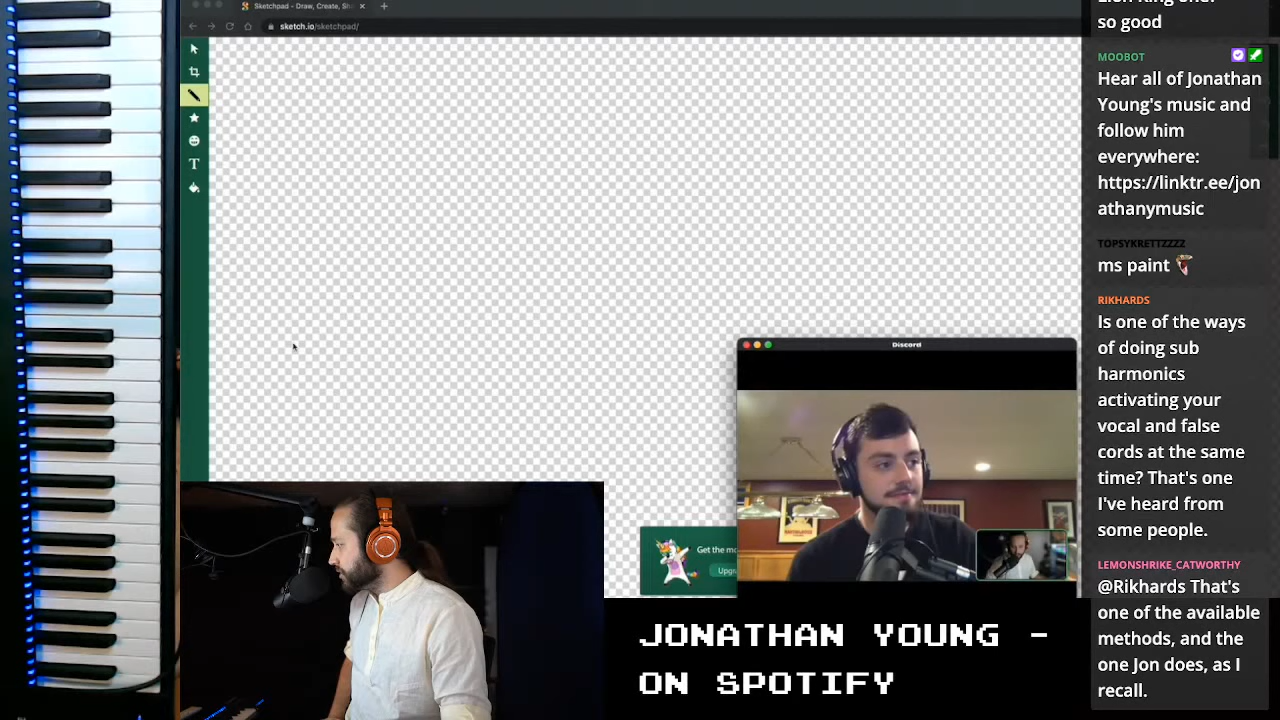 Sketchpad - Draw, Create, Sh
sketch.io/sketchpad/
T
Discord
Get the mo
Upgr
JONATHAN YOUNG -
ON SPOTIFY
so good
MOOBOT
Hear all of Jonathan
Young's music and
follow him
everywhere:
https://linktr.ee/jon
athanymusic
TOPSYKRETTZZZZ
ms paint
RIKHARDS
Is one of the ways
of doing sub
harmonics
activating your
vocal and false
cords at the same
time? That's one
I've heard from
some people.
LEMONSHRIKE_CATWORTHY
@Rikhards That's
one of the available
methods, and the
one Jon does, as I
recall.